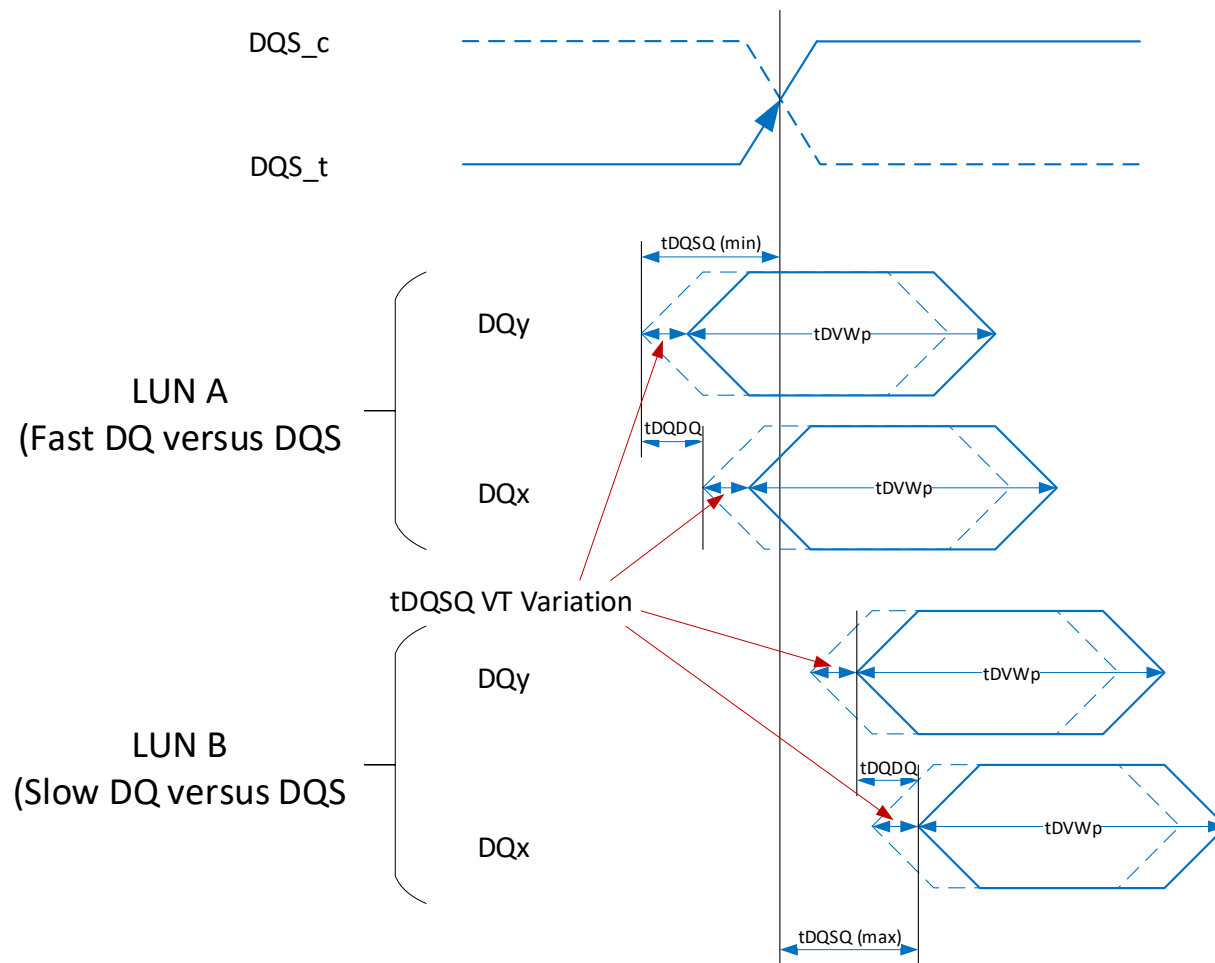 DQS_c
DQS_t
tDQSQ (min)
DQy
tDVWp
LUN A
(Fast DQ versus DQS
tDQDQ
DQx
tDVWp
tDQSQ VT Variation
DQy
tDVWp
LUN B
(Slow DQ versus DQS
tDQDQ
DQx
tDVWp
tDQSQ (max)